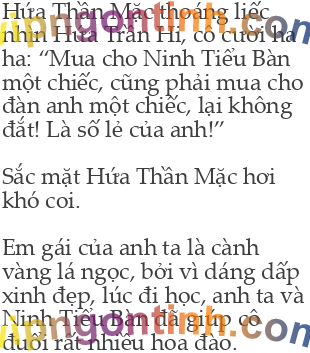 Hứa Thần Mặc thoáng liếc
nhìn Hứa Trân Hi, cô cười ha
ha: “Mua cho Ninh Tiểu Bàn
một chiếc, cũng phải mua cho
đàn anh một chiếc, lại không
đắt! Là số lẻ của anh!”
Sắc mặt Hứa Thần Mặc hơi
khó coi.
Em gái của anh ta là cành
vàng lá ngọc, bởi vì dáng dấp
xinh đẹp, lúc đi học, anh ta và
Ninh Tiểu Bàn đã giúp cô
đuổi rất nhiều hoa đào.
vipngontinh.com
vipngontinh.com